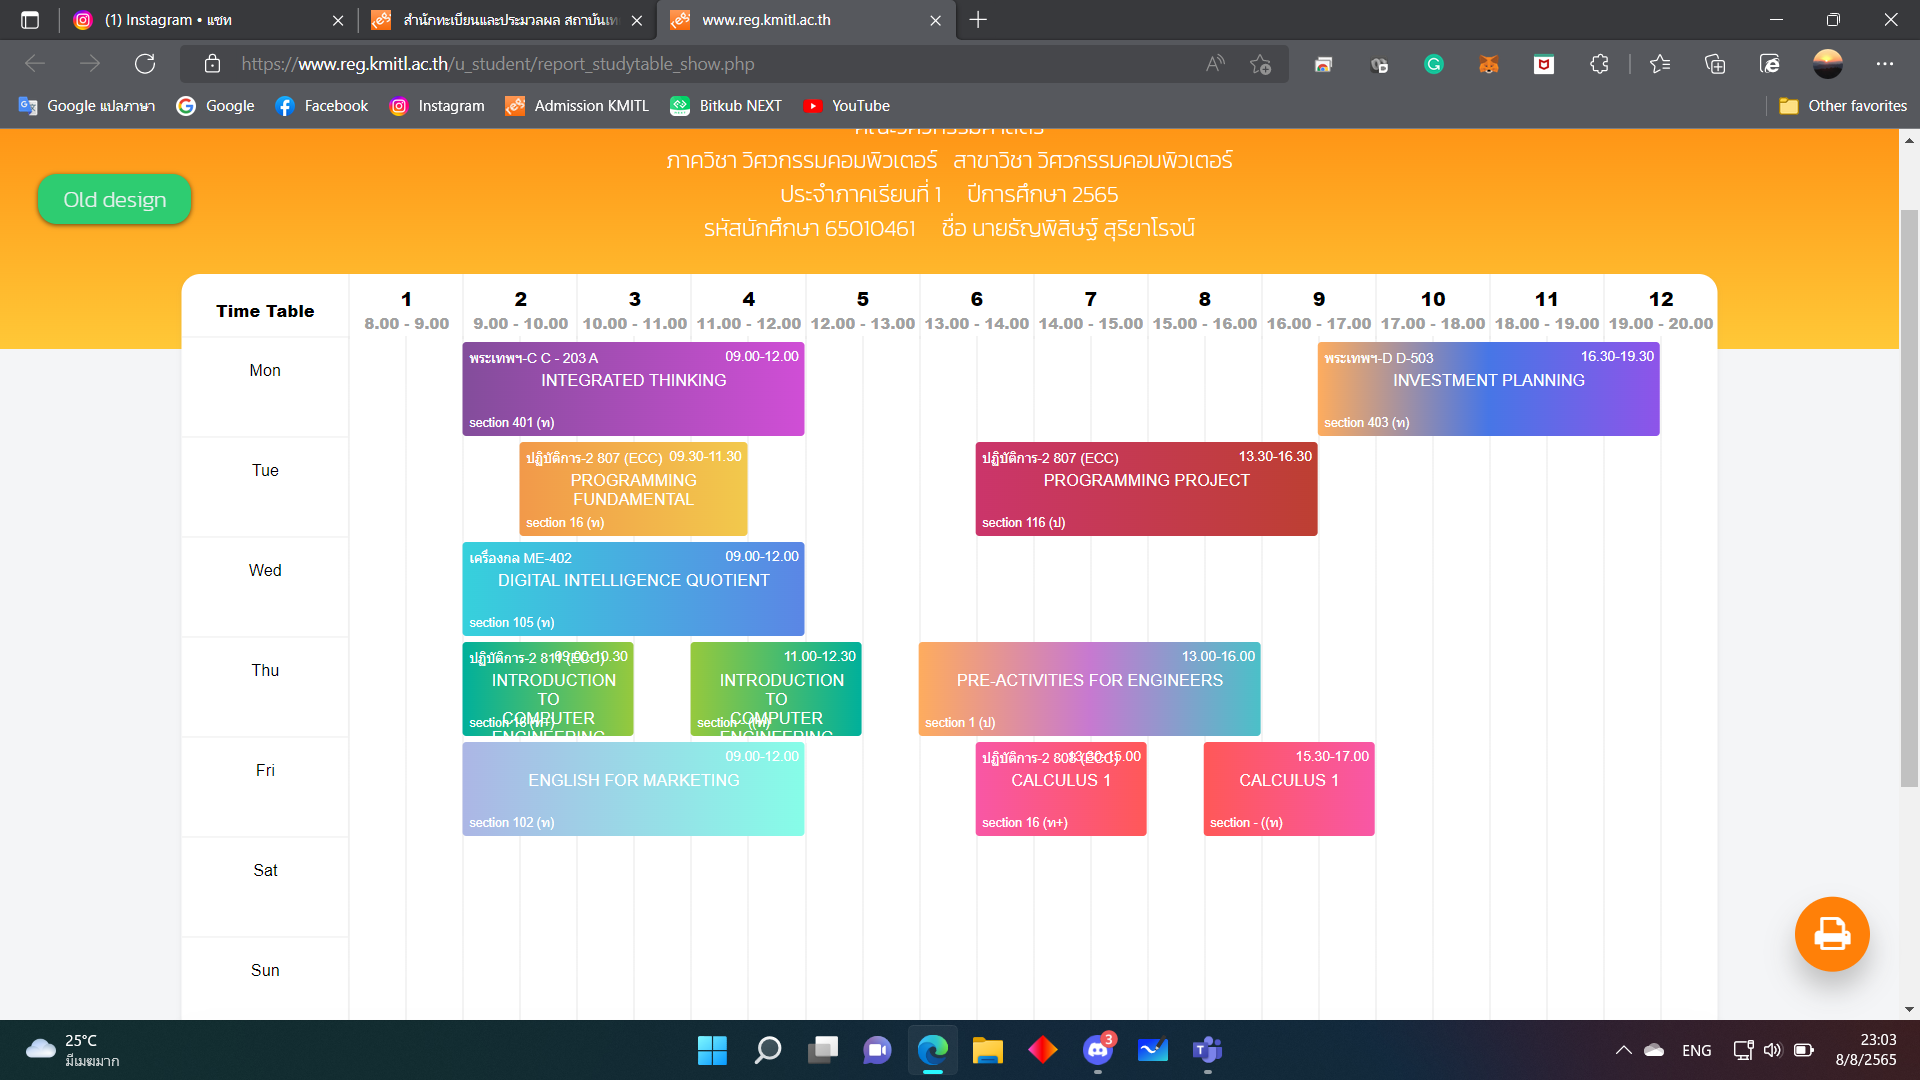 (1) Instagram • แชท
สำนักทะเบียนและประมวลผล สถาบันเท
www.reg.kmitl.ac.th
https://www.reg.kmitl.ac.th/u_student/report_studytable_show.php
Google แปลภาษา Google Facebook Instagram Admission KMITL Bitkub NEXT YouTube Other favorites
คณะวิศวกรรมศาสตร์
ภาควิชา วิศวกรรมคอมพิวเตอร์ สาขาวิชา วิศวกรรมคอมพิวเตอร์
Old design
ประจำภาคเรียนที่ 1 ปีการศึกษา 2565
รหัสนักศึกษา 65010461 ชื่อ นายธัญพิสิษฐ์ สุริยาโรจน์
Time Table 1 2 3 4 5 6 7 8 9 10 11 12
8.00 - 9.00 9.00 - 10.00 10.00 - 11.00 11.00 - 12.00 12.00 - 13.00 13.00 - 14.00 14.00 - 15.00 15.00 - 16.00 16.00 - 17.00 17.00 - 18.00 18.00 - 19.00 19.00 - 20.00
Mon
พระเทพฯ-C C - 203 A 09.00-12.00
INTEGRATED THINKING
section 401 (ท)
พระเทพฯ-D D-503 16.30-19.30
INVESTMENT PLANNING
section 403 (ท)
Tue
ปฏิบัติการ-2 807 (ECC) 09.30-11.30
PROGRAMMING
FUNDAMENTAL
section 16 (ท)
ปฏิบัติการ-2 807 (ECC) 13.30-16.30
PROGRAMMING PROJECT
section 116 (ป)
Wed
เครื่องกล ME-402 09.00-12.00
DIGITAL INTELLIGENCE QUOTIENT
section 105 (ท)
Thu
ปฏิบัติการ-2 811 (ECC) 09.00-10.30
INTRODUCTION
TO
COMPUTER
ENGINEERING
section 16 (ท+)
11.00-12.30
INTRODUCTION
TO
COMPUTER
ENGINEERING
section - ((ท)
13.00-16.00
PRE-ACTIVITIES FOR ENGINEERS
section 1 (ป)
Fri
09.00-12.00
ENGLISH FOR MARKETING
section 102 (ท)
ปฏิบัติการ-2 808 (ECC) 13.30-15.00
CALCULUS 1
section 16 (ท+)
15.30-17.00
CALCULUS 1
section - ((ท)
Sat
Sun
25°C
มีเมฆมาก
3
ENG
23:03
8/8/2565